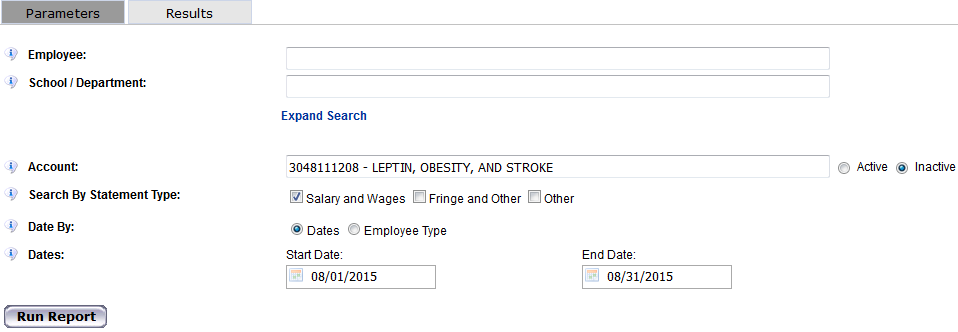 Parameters Results
Employee:
School / Department:
Expand Search
Account: 3048111208 - LEPTIN, OBESITY, AND STROKE Active Inactive
Search By Statement Type: Salary and Wages Fringe and Other Other
Date By: Dates Employee Type
Dates: Start Date: End Date:
08/01/2015 08/31/2015
Run Report